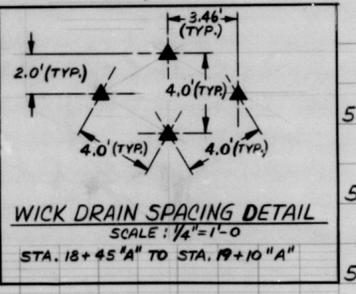 3.46'
(TYP.)
2.0'(TYP.)
4.0'(TYP.)
4.0'(TYP.)
4.0'(TYP.)
WICK DRAIN SPACING DETAIL
SCALE : 1/4"=1'-0
STA. 18+45 "A" TO STA. 19+10 "A"
5
5
5